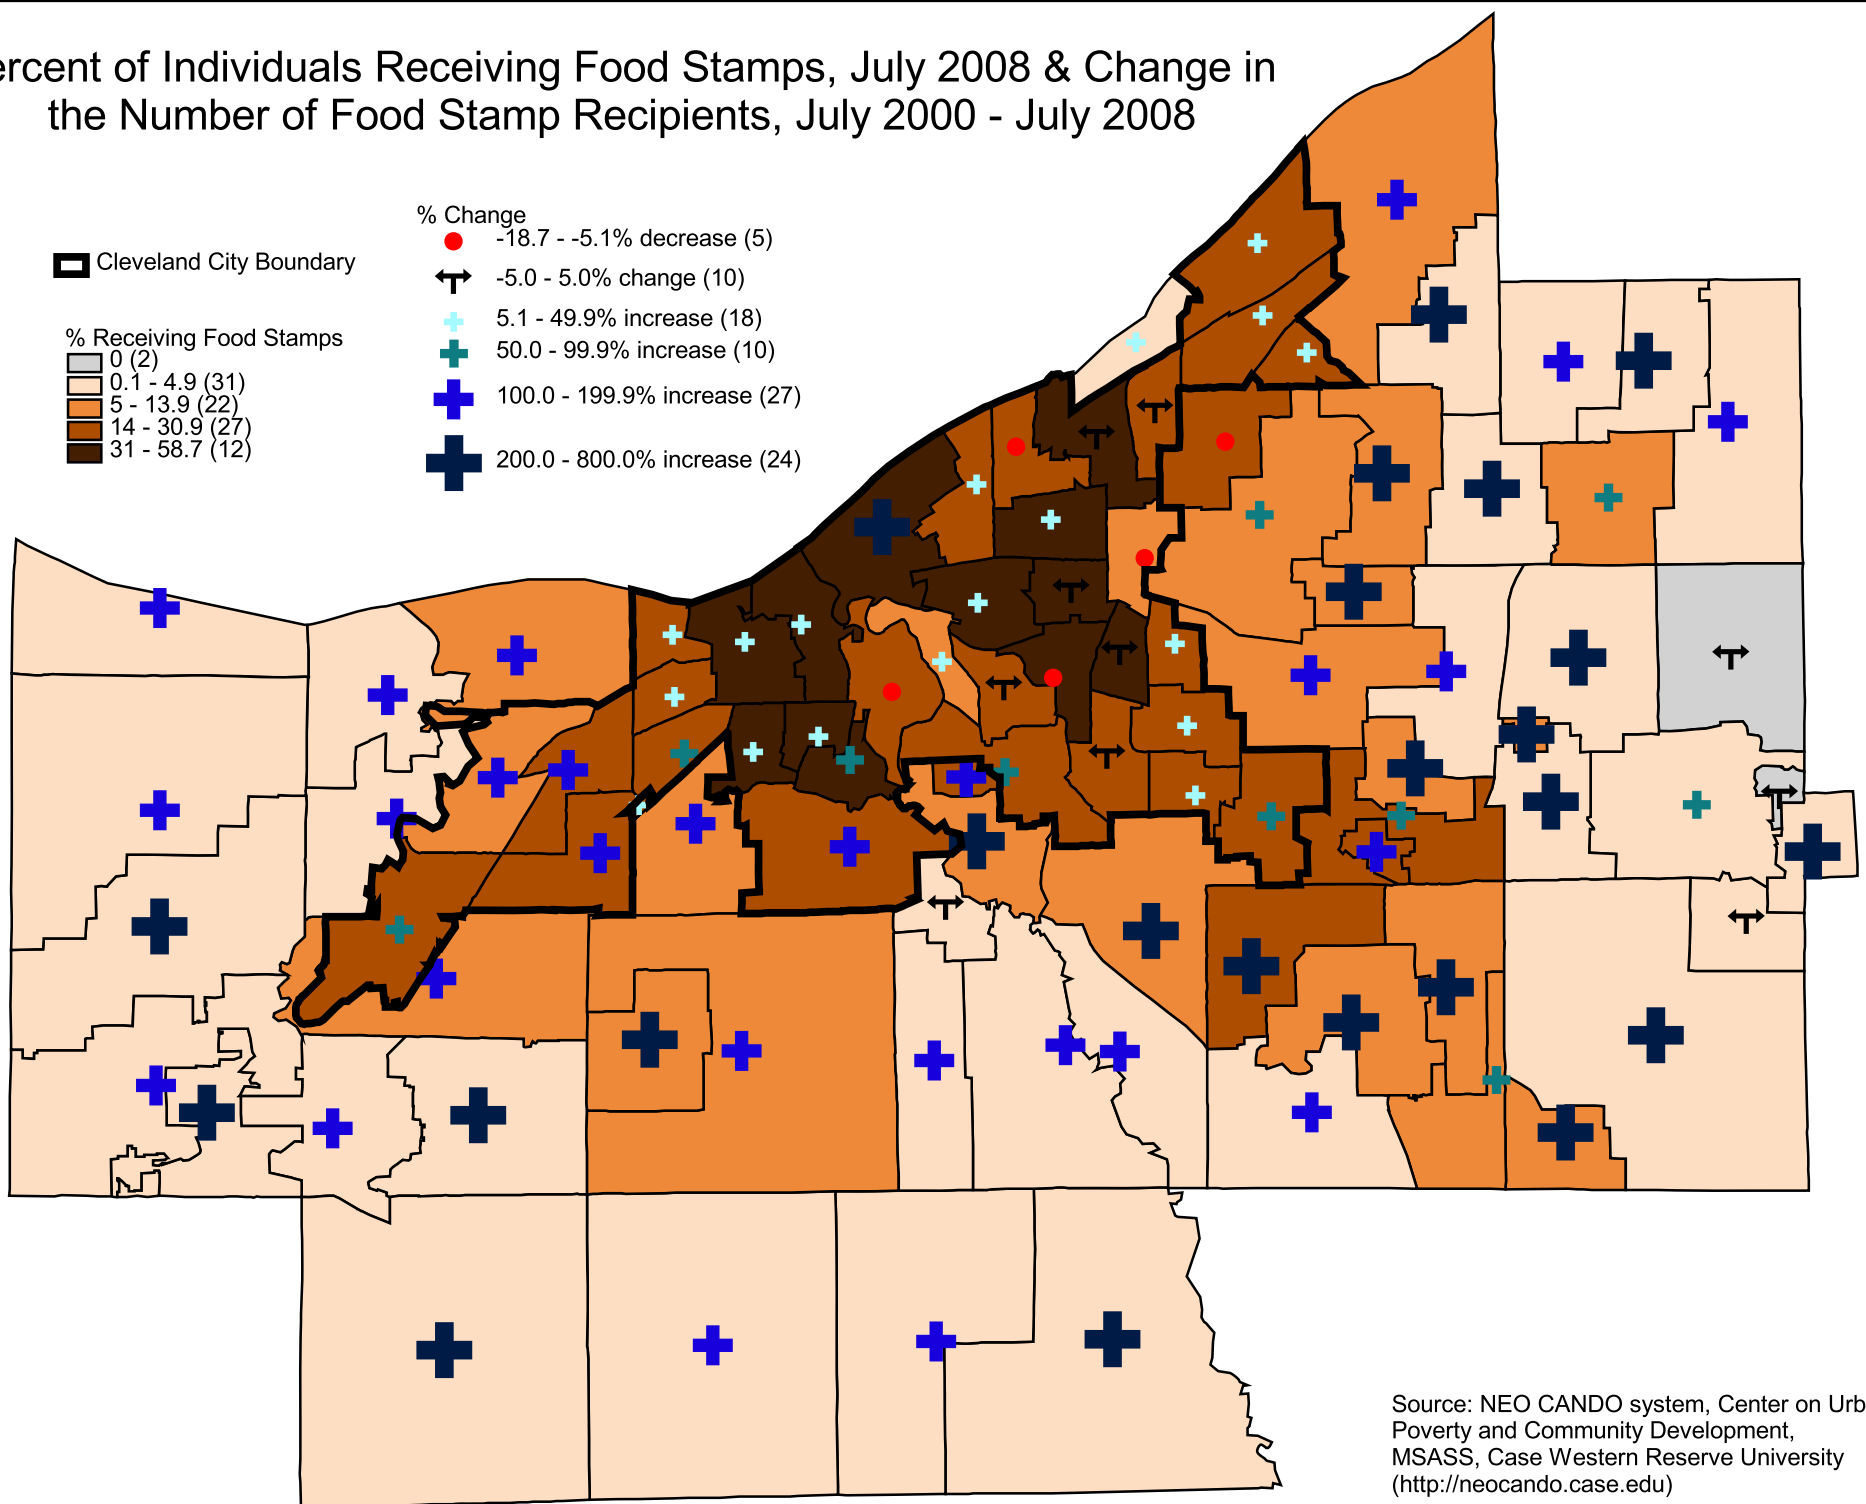 ercent of Individuals Receiving Food Stamps, July 2008 & Change in
the Number of Food Stamp Recipients, July 2000 - July 2008
Cleveland City Boundary
% Receiving Food Stamps
0 (2)
0.1 - 4.9 (31)
5 - 13.9 (22)
14 - 30.9 (27)
31 - 58.7 (12)
% Change
-18.7 - -5.1% decrease (5)
-5.0 - 5.0% change (10)
5.1 - 49.9% increase (18)
50.0 - 99.9% increase (10)
100.0 - 199.9% increase (27)
200.0 - 800.0% increase (24)
Source: NEO CANDO system, Center on Urb
Poverty and Community Development,
MSASS, Case Western Reserve University
(http://neocando.case.edu)